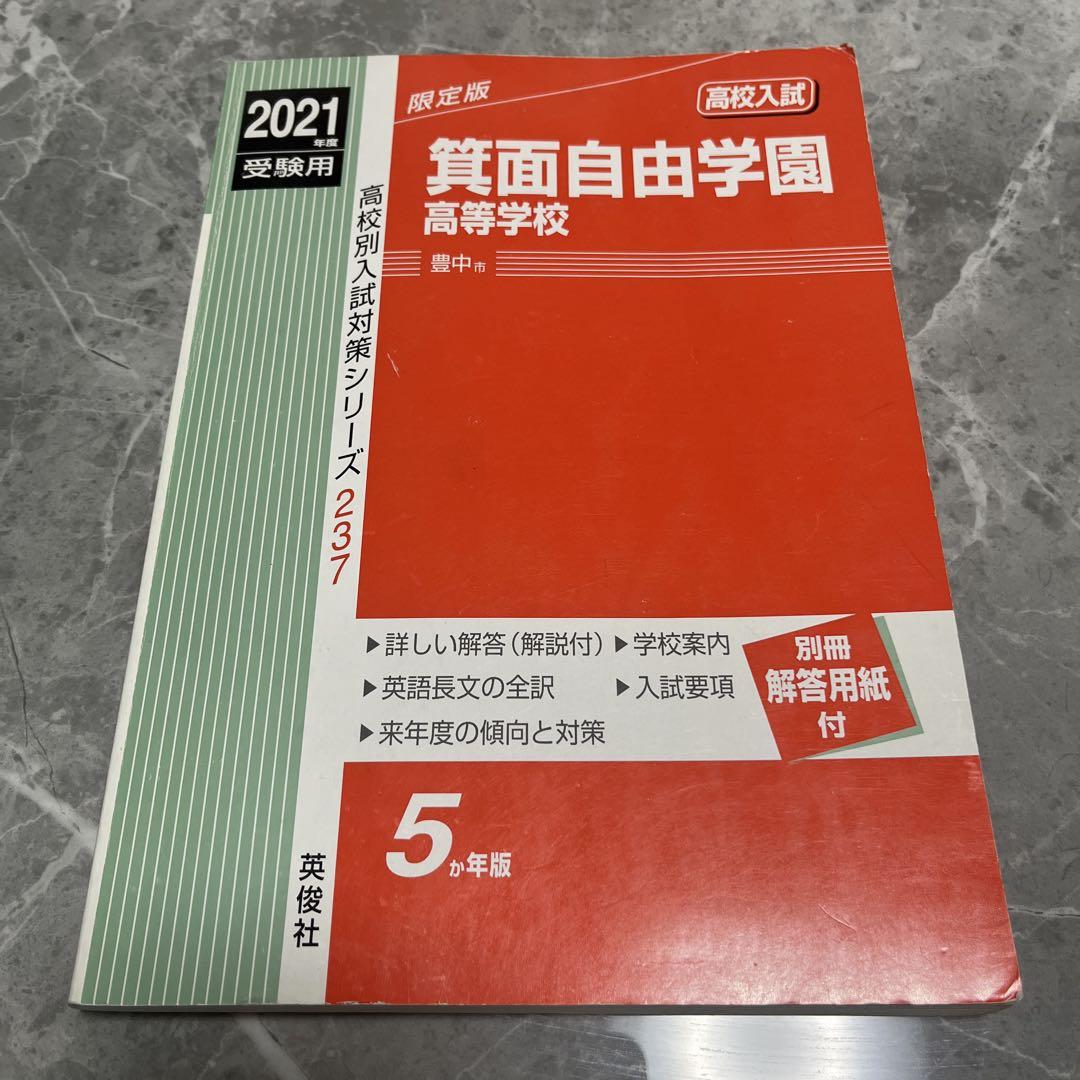 2021
年度
受験用
限定版
高校入試
箕面自由学園
高等学校
豊中市
高校別入試対策シリーズ237
▶詳しい解答(解説付)
▶学校案内
▶英語長文の全訳
▶入試要項
▶来年度の傾向と対策
別冊
解答用紙
付
5か年版
英俊社